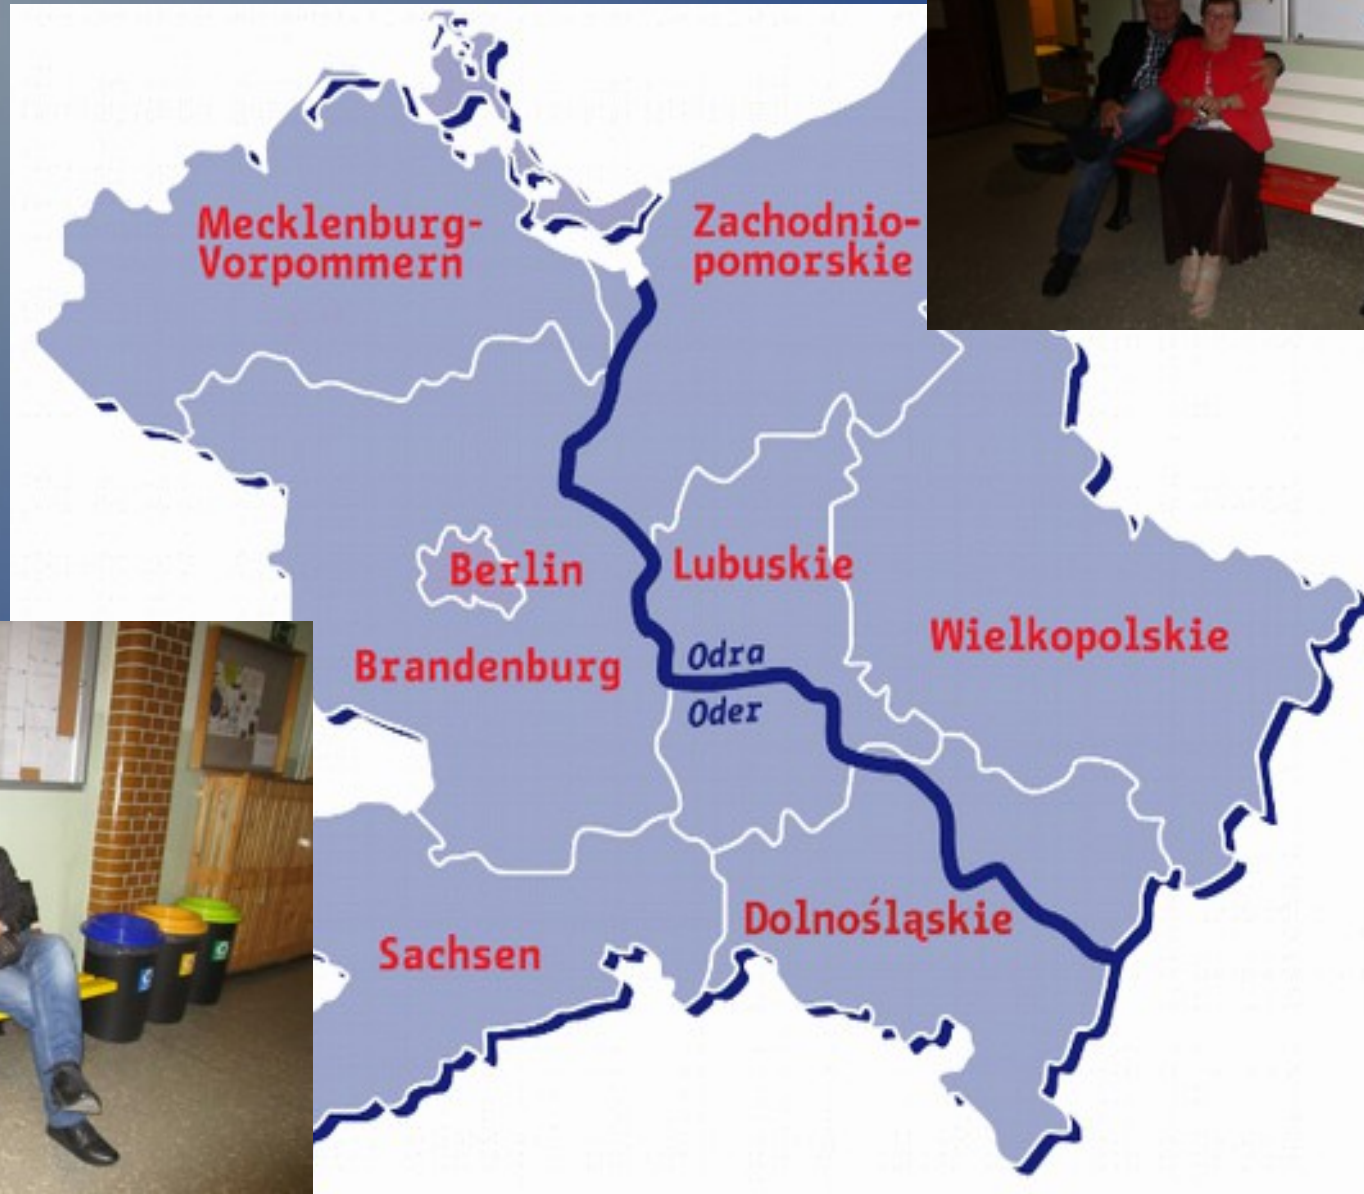 Mecklenburg-
Vorpommern
Zachodnio-
pomorskie
Berlin
Lubuskie
Wielkopolskie
Brandenburg
Odra
Oder
Dolnośląskie
Sachsen